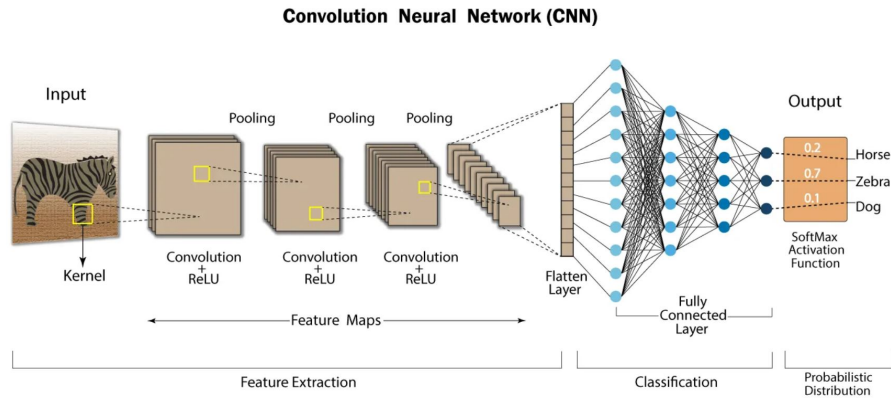 Convolution Neural Network (CNN)
Input
Pooling
Pooling
Pooling
Output
0.2
Horse
0.7
Zebra
0.1
Dog
Kernel
Convolution
+
ReLU
Convolution
+
ReLU
Convolution
+
ReLU
Flatten
Layer
SoftMax
Activation
Function
Fully
Connected
Layer
Feature Maps
Feature Extraction
Classification
Probabilistic
Distribution